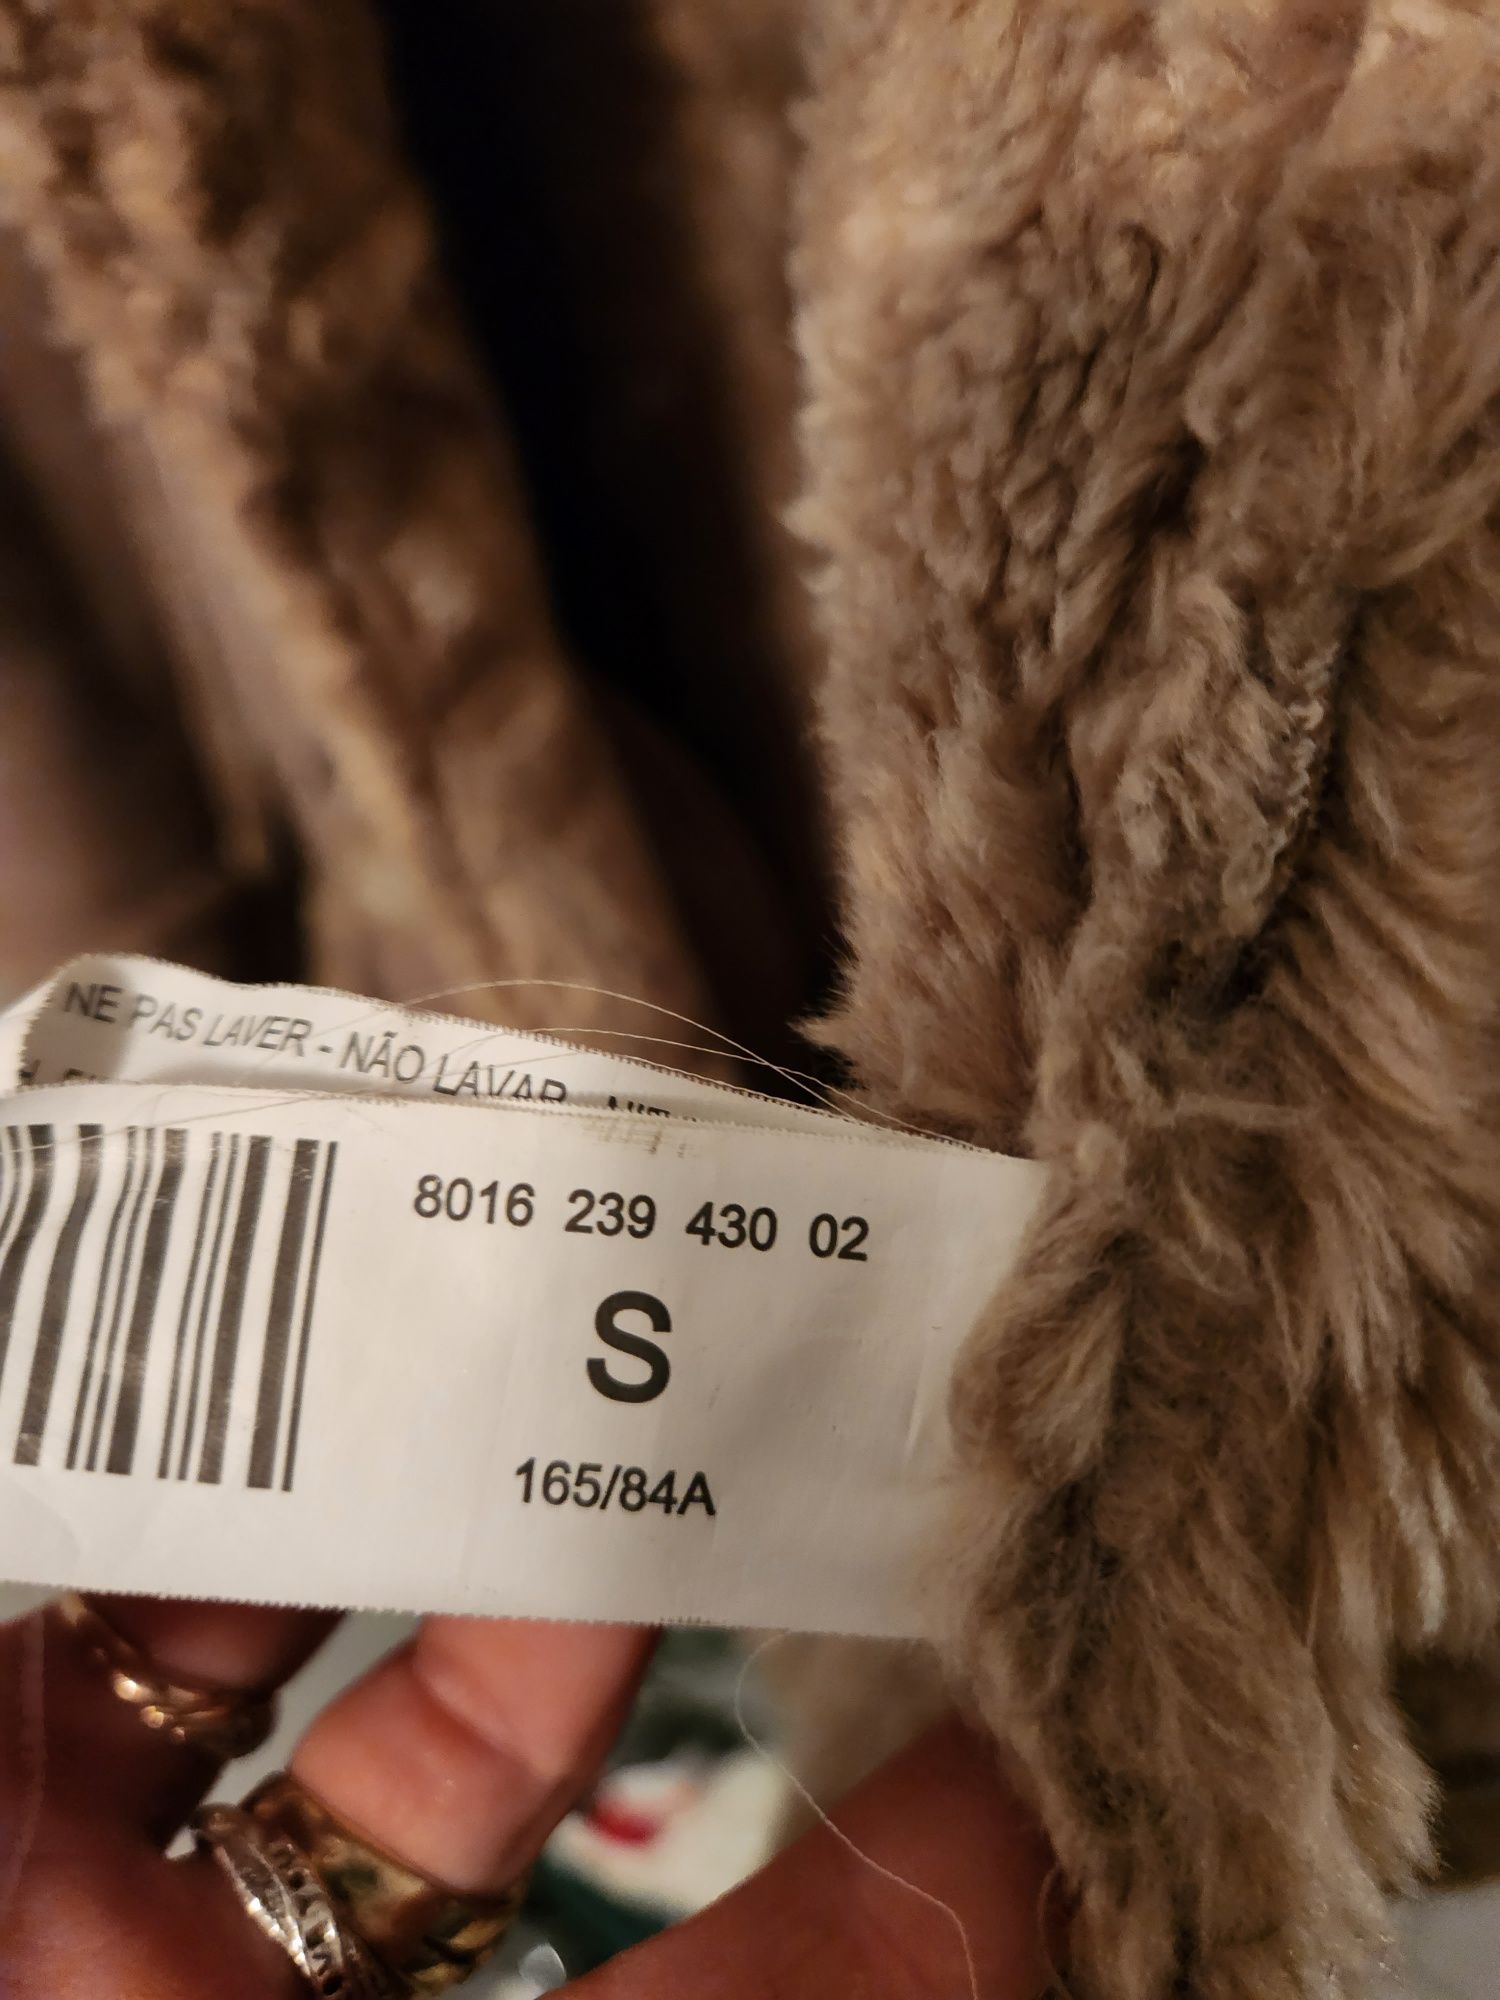 NE PAS LAVER - NÃO LAVAR
8016 239 430 02
S
165/84A